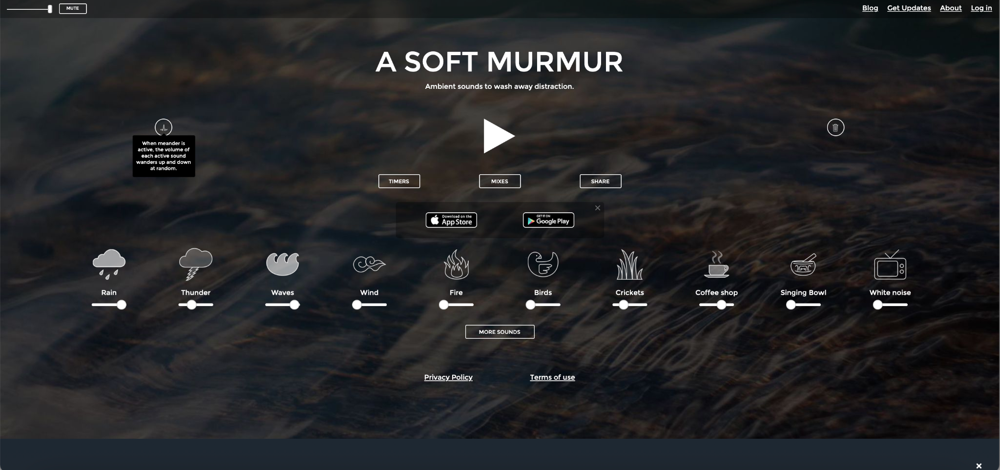 MUTE
Blog
Get Updates
About
Log in
A SOFT MURMUR
Ambient sounds to wash away distraction.
When meander is
active, the volume of
each active sound
wanders up and down
at random.
TIMERS
MIXES
SHARE
Download on the
App Store
GET IT ON
Google Play
Rain
Thunder
Waves
Wind
Fire
Birds
Crickets
Coffee shop
Singing Bowl
White noise
MORE SOUNDS
Privacy Policy
Terms of use